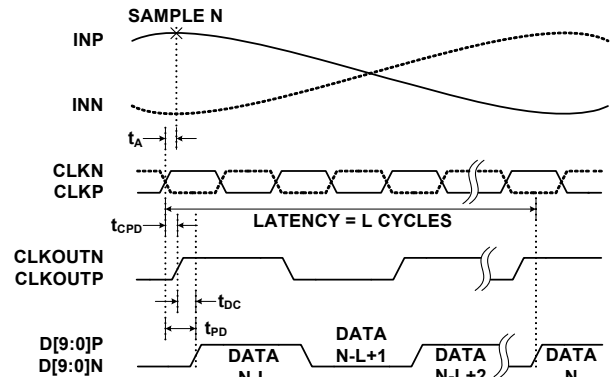 SAMPLE N
INP
INN
tA
CLKN
CLKP
LATENCY = L CYCLES
tCPD
CLKOUTN
CLKOUTP
tDC
tPD
D[9:0]P
D[9:0]N
DATA
N-L
DATA
N-L+1
DATA
N-L+2
DATA
N